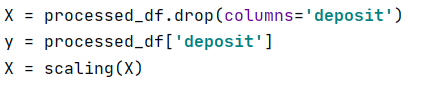 X = processed_df.drop(columns='deposit')
y = processed_df['deposit']
X = scaling(X)